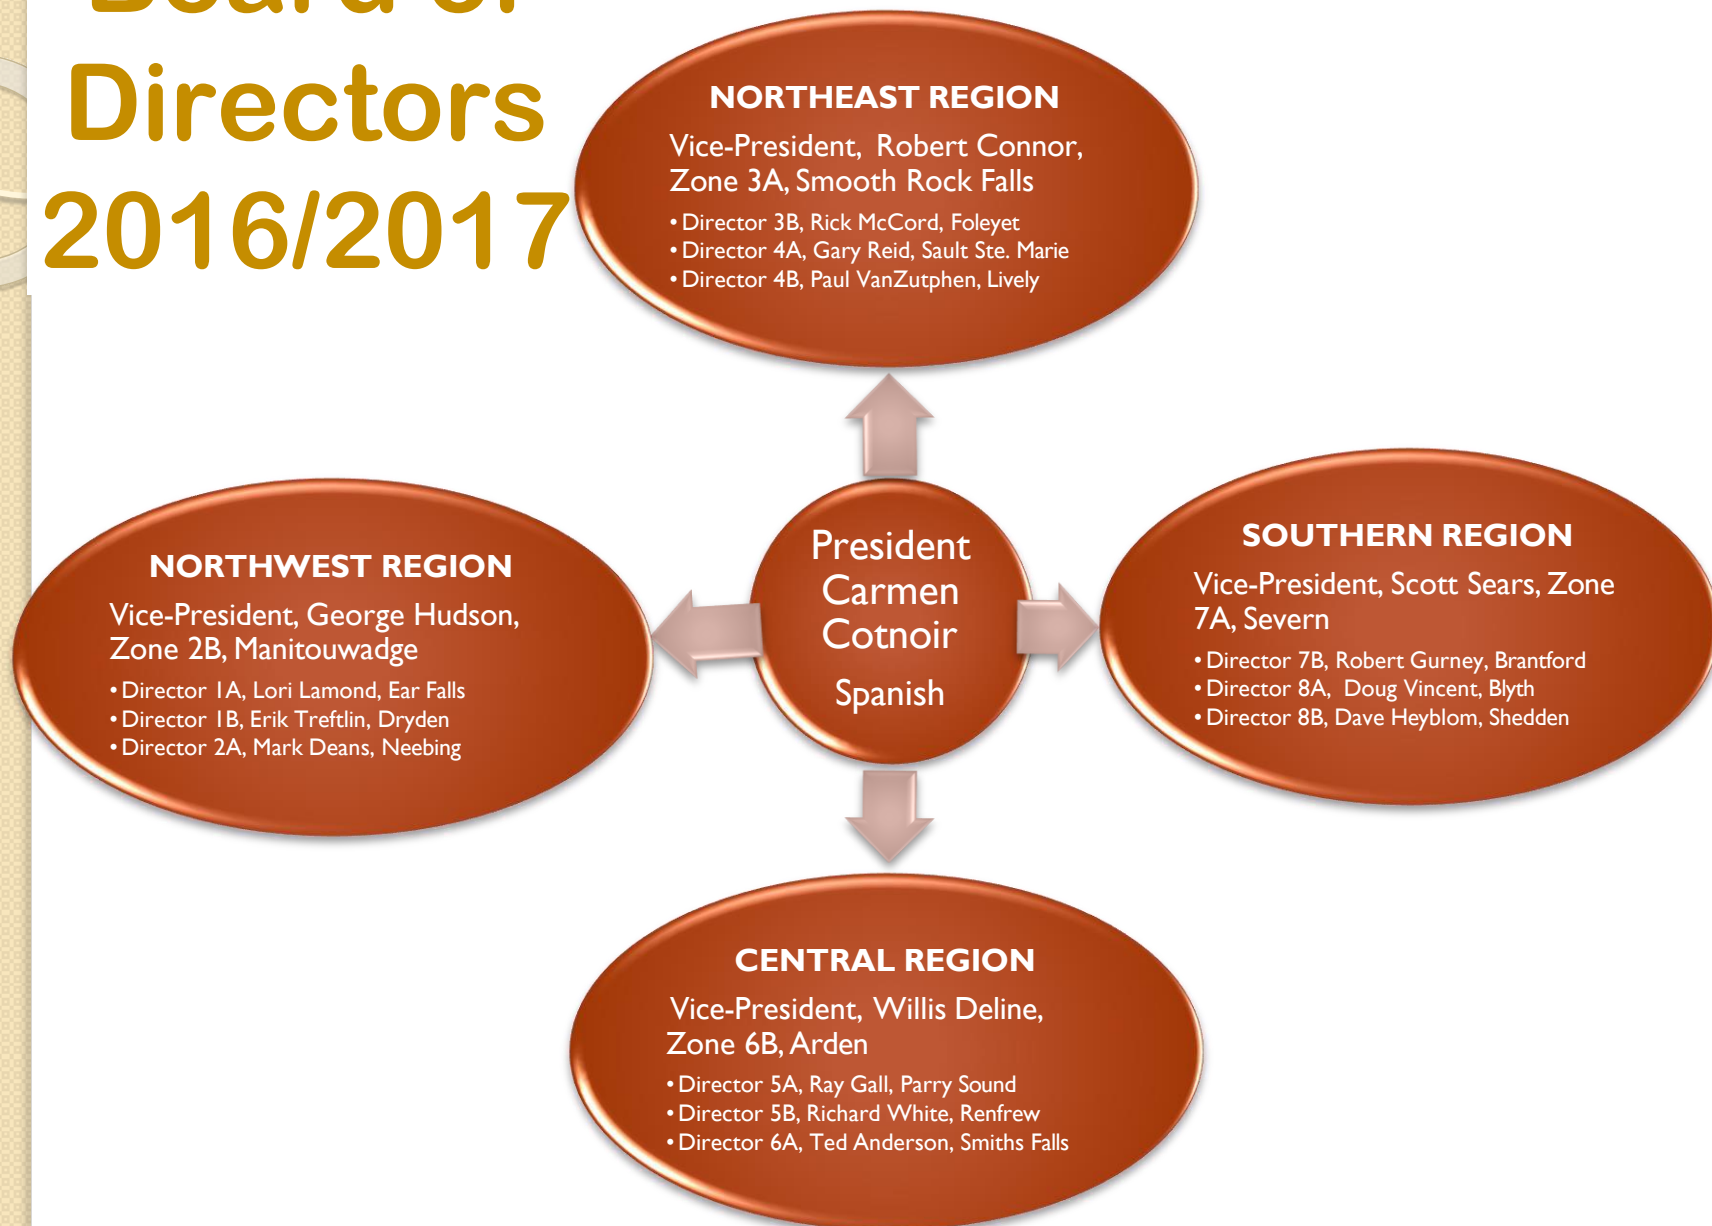 Board of
Directors
2016/2017
NORTHEAST REGION
Vice-President, Robert Connor,
Zone 3A, Smooth Rock Falls
• Director 3B, Rick McCord, Foleyet
• Director 4A, Gary Reid, Sault Ste. Marie
• Director 4B, Paul VanZutphen, Lively
NORTHWEST REGION
Vice-President, George Hudson,
Zone 2B, Manitouwadge
• Director 1A, Lori Lamond, Ear Falls
• Director 1B, Erik Treftlin, Dryden
• Director 2A, Mark Deans, Neebing
President
Carmen
Cotnoir
Spanish
SOUTHERN REGION
Vice-President, Scott Sears, Zone
7A, Severn
• Director 7B, Robert Gurney, Brantford
• Director 8A, Doug Vincent, Blyth
• Director 8B, Dave Heyblom, Shedden
CENTRAL REGION
Vice-President, Willis Deline,
Zone 6B, Arden
• Director 5A, Ray Gall, Parry Sound
• Director 5B, Richard White, Renfrew
• Director 6A, Ted Anderson, Smiths Falls